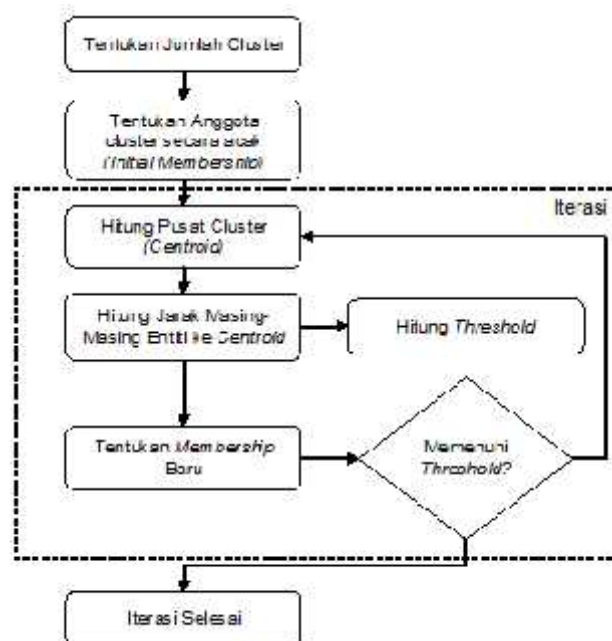 Tentukan Jumlah Cluster
Tentukan Anggota
cluster secara acak
(Initial Membership)
Iterasi
Hitung Pusat Cluster
(Centroid)
Hitung Jarak Masing-
Masing Entiti ke Centroid
Hitung Threshold
Tentukan Membership
Baru
Memenuhi
Threshold?
Iterasi Selesai